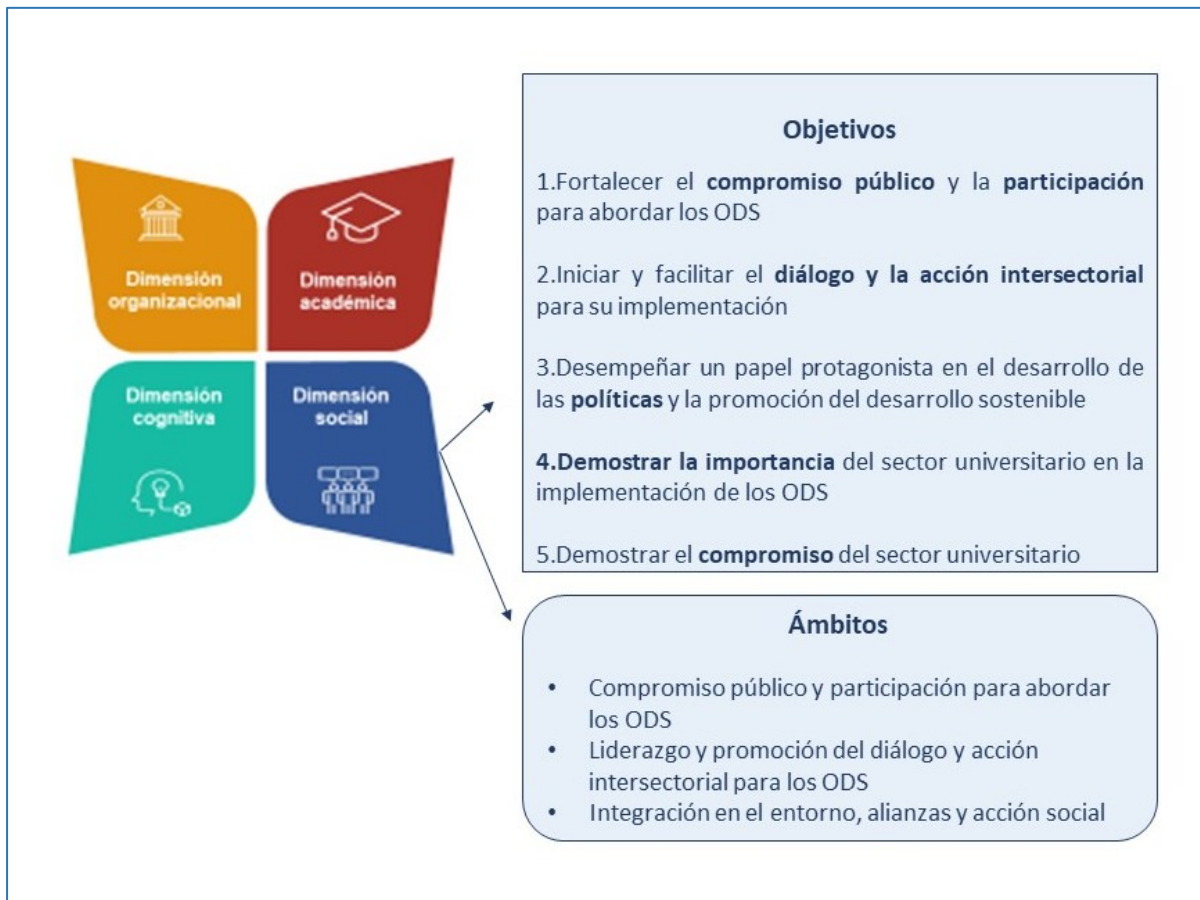 Dimensión
organizacional
Dimensión
académica
Dimensión
cognitiva
Dimensión
social
Objetivos
1.Fortalecer el compromiso público y la participación
para abordar los ODS
2.Iniciar y facilitar el diálogo y la acción intersectorial
para su implementación
3.Desempeñar un papel protagonista en el desarrollo de
las políticas y la promoción del desarrollo sostenible
4.Demostrar la importancia del sector universitario en la
implementación de los ODS
5.Demostrar el compromiso del sector universitario
Ámbitos
• Compromiso público y participación para abordar
los ODS
• Liderazgo y promoción del diálogo y acción
intersectorial para los ODS
• Integración en el entorno, alianzas y acción social